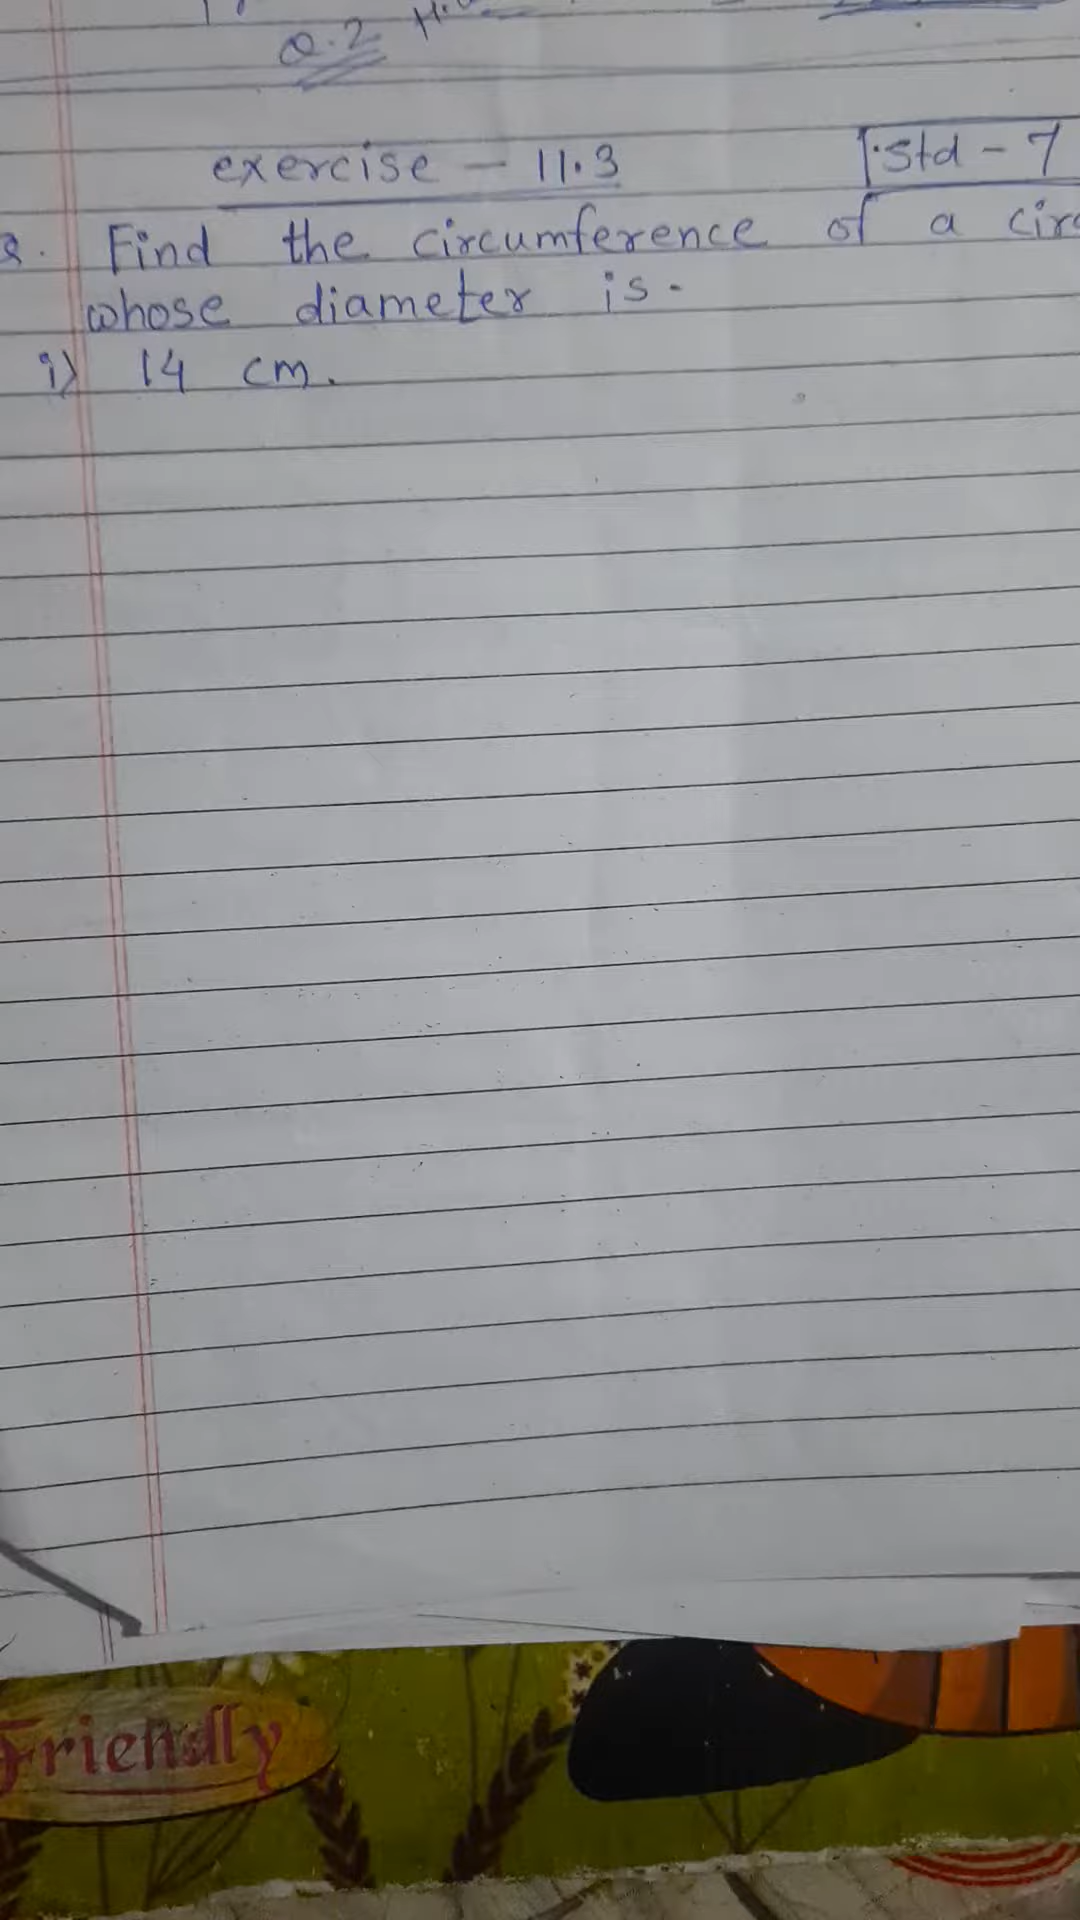 Q.2
exercise - 11.3
Std - 7
Find the circumference of a
whose diameter is.
i) 14 cm.
Friendly